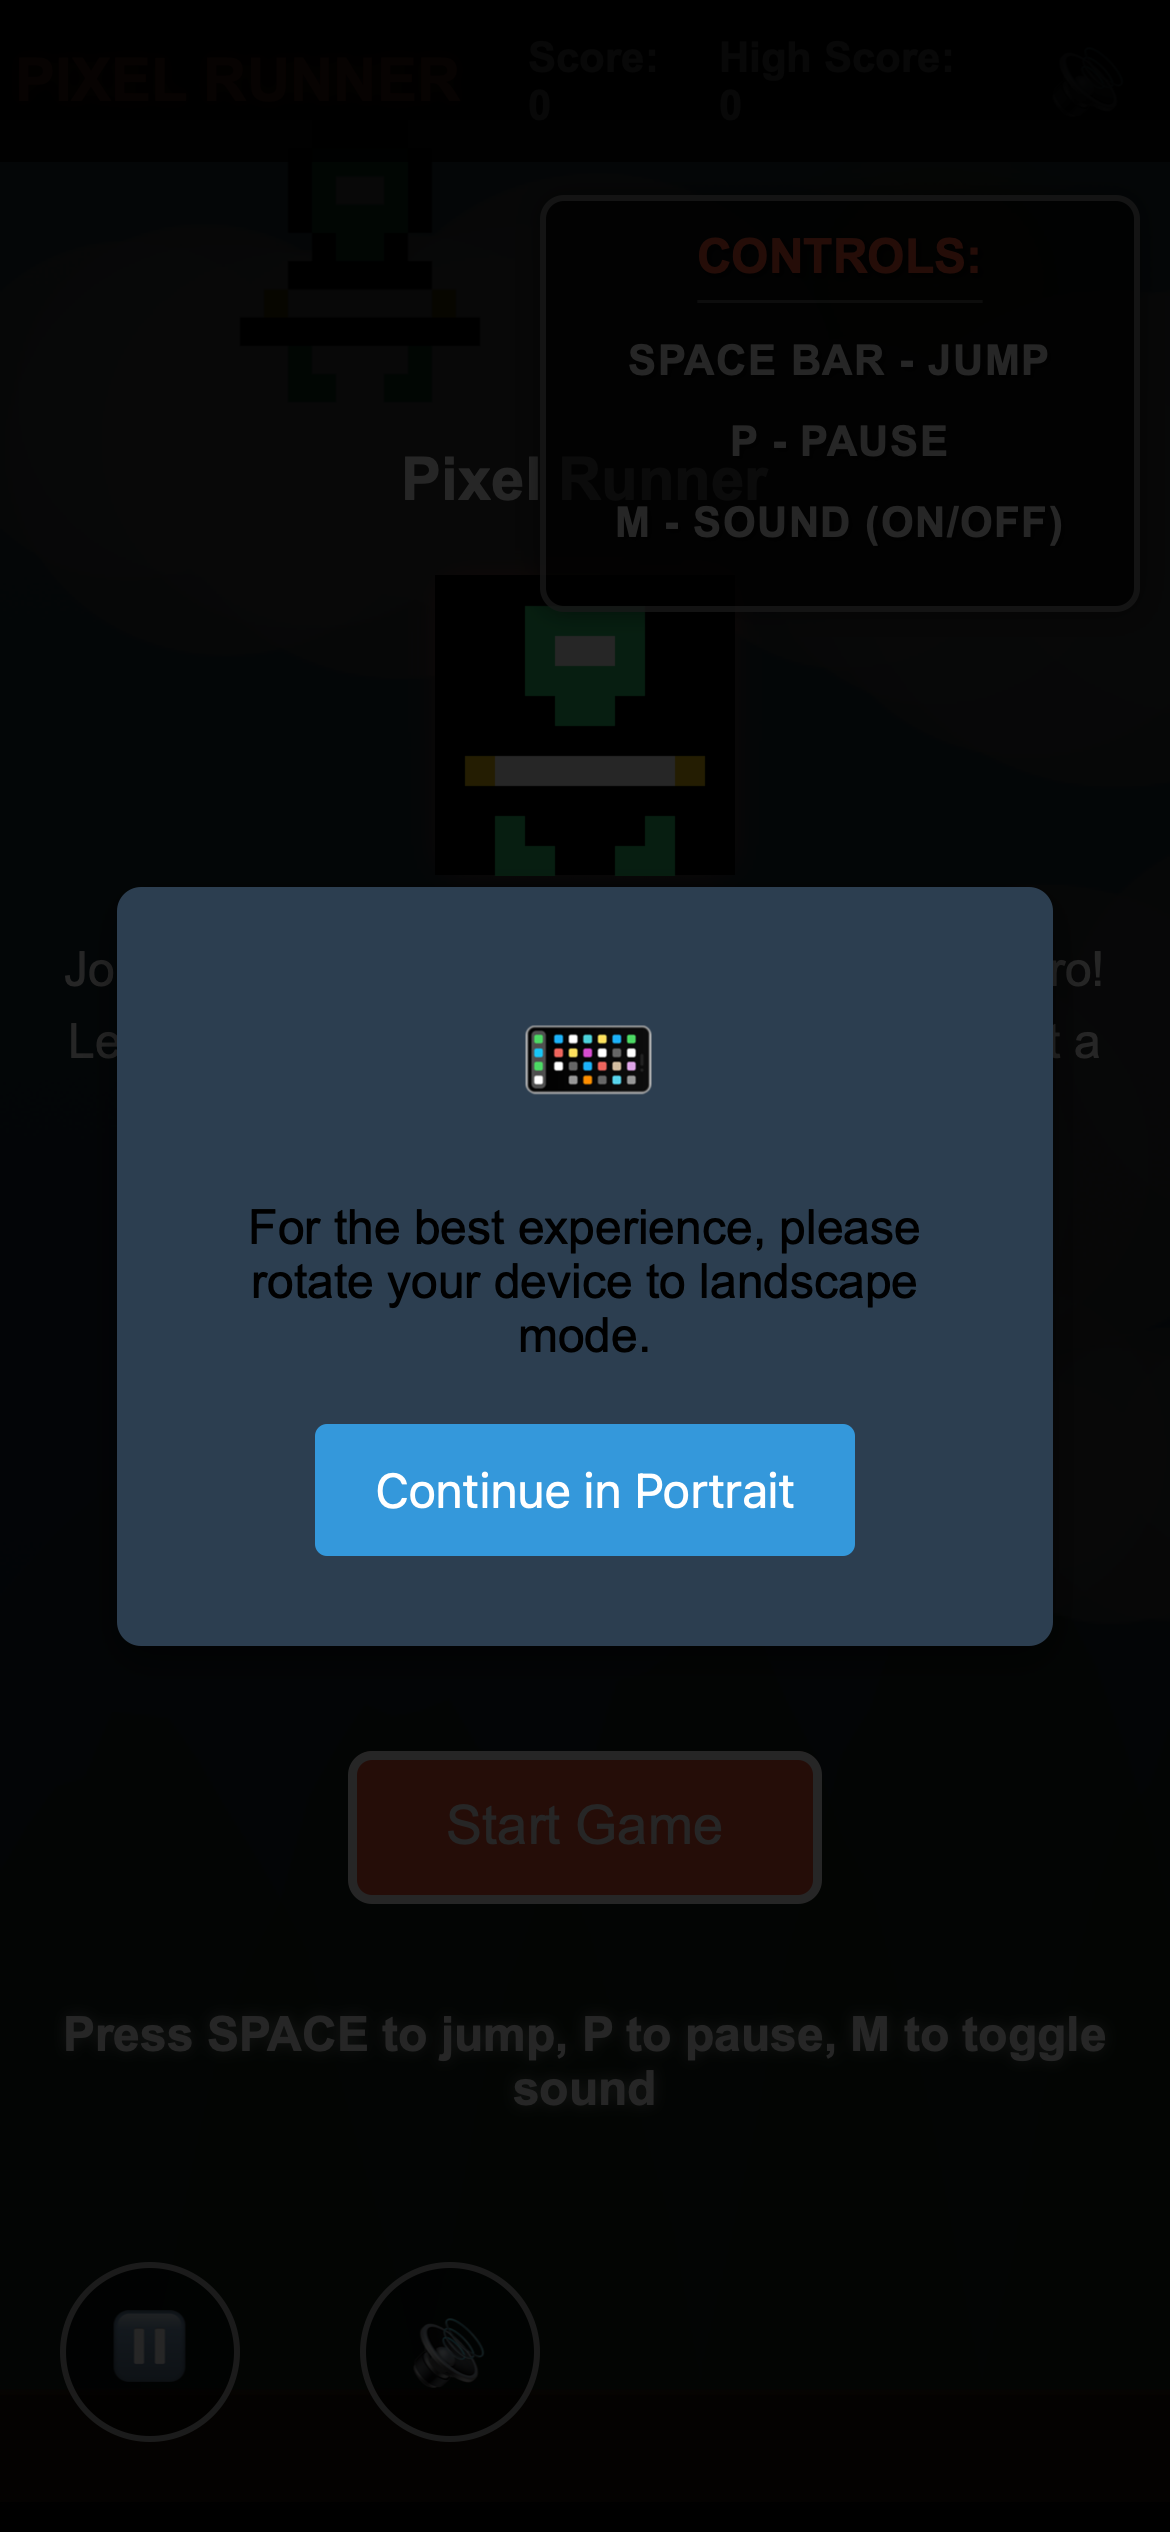 PIXEL RUNNER
Score:
0
High Score:
0
CONTROLS:
SPACE BAR - JUMP
P - PAUSE
M - SOUND (ON/OFF)
Pixel Runner
Jo ro!
Le t a
For the best experience, please
rotate your device to landscape
mode.
Continue in Portrait
Start Game
Press SPACE to jump, P to pause, M to toggle
sound